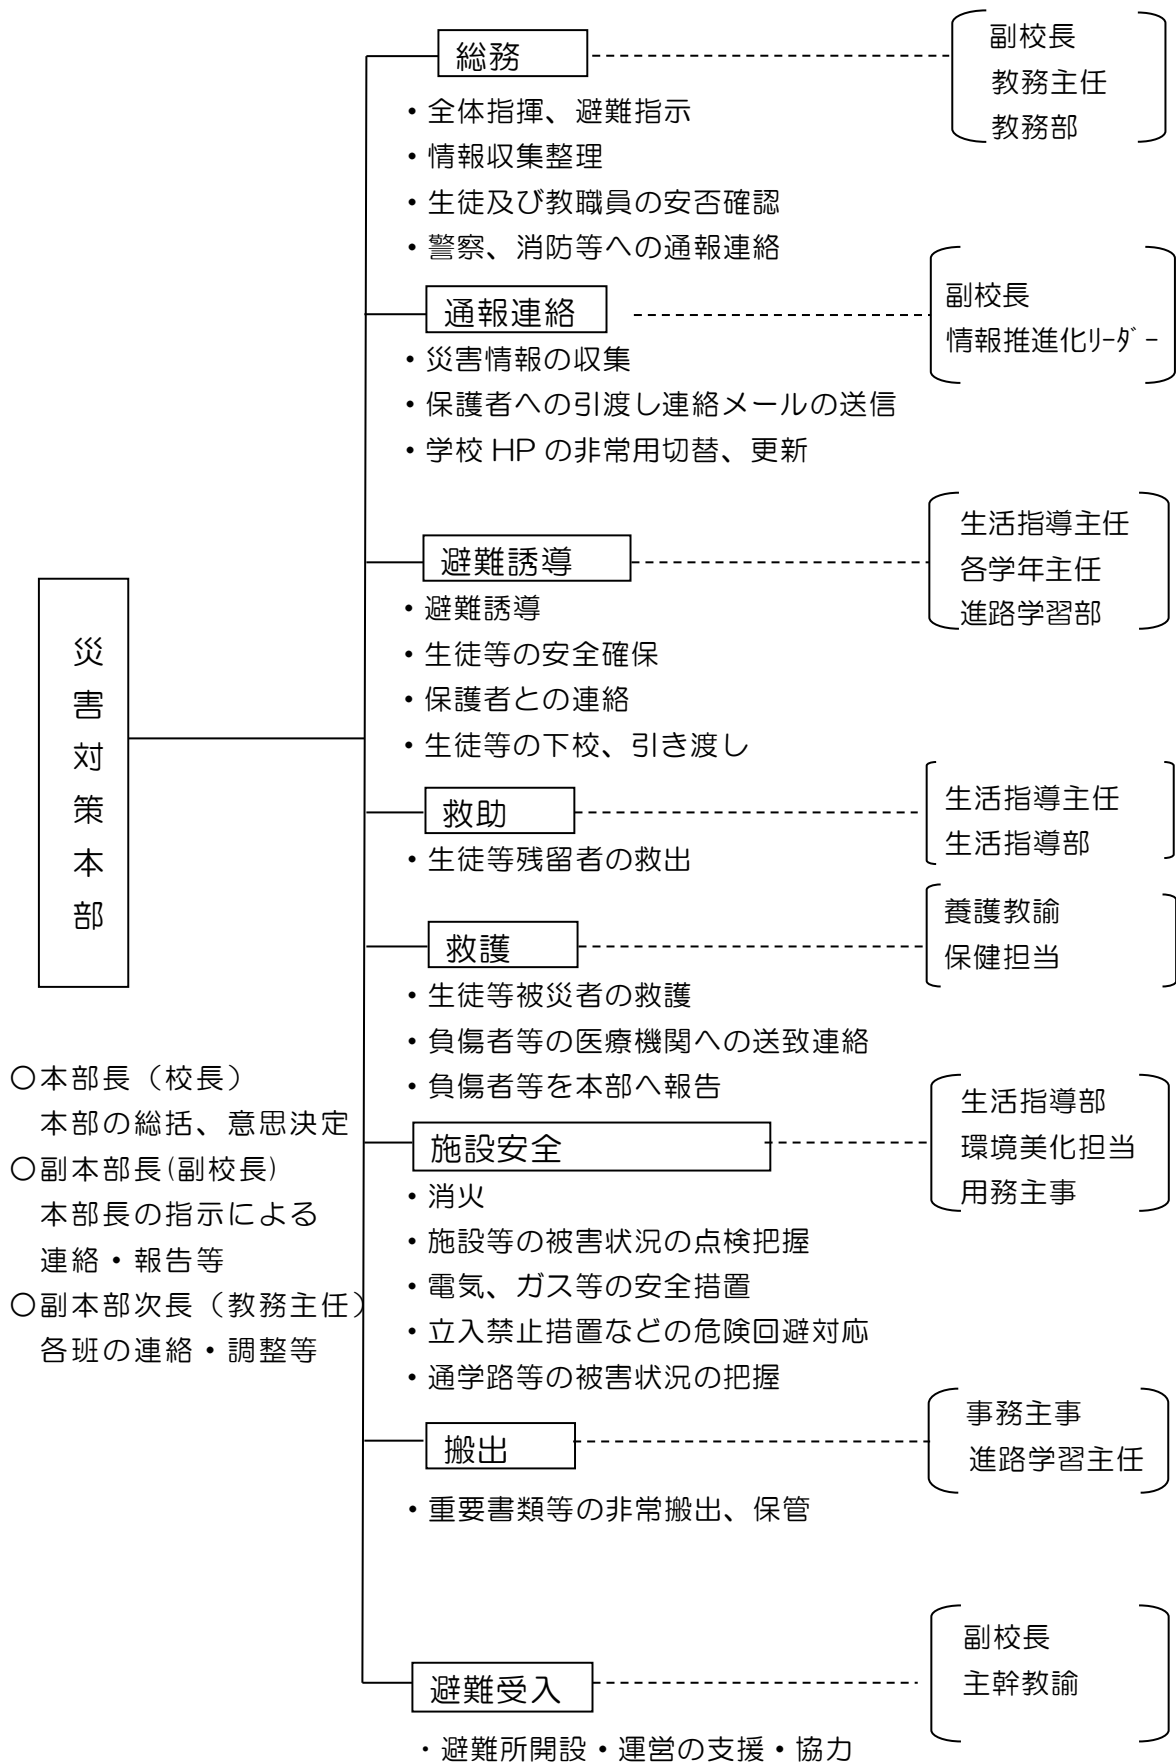 総務
副校長
教務主任
教務部
・全体指揮、避難指示
・情報収集整理
・生徒及び教職員の安否確認
・警察、消防等への通報連絡
通報連絡
副校長
情報推進化ﾘｰﾀﾞｰ
・災害情報の収集
・保護者への引渡し連絡メールの送信
・学校 HP の非常用切替、更新
避難誘導
生活指導主任
各学年主任
進路学習部
・避難誘導
・生徒等の安全確保
・保護者との連絡
・生徒等の下校、引き渡し
災害対策本部
救助
生活指導主任
生活指導部
・生徒等残留者の救出
救護
養護教諭
保健担当
・生徒等被災者の救護
・負傷者等の医療機関への送致連絡
・負傷者等を本部へ報告
〇本部長（校長）
本部の総括、意思決定
〇副本部長(副校長)
本部長の指示による
連絡・報告等
〇副本部次長（教務主任）
各班の連絡・調整等
施設安全
生活指導部
環境美化担当
用務主事
・消火
・施設等の被害状況の点検把握
・電気、ガス等の安全措置
・立入禁止措置などの危険回避対応
・通学路等の被害状況の把握
搬出
事務主事
進路学習主任
・重要書類等の非常搬出、保管
避難受入
副校長
主幹教諭
・避難所開設・運営の支援・協力